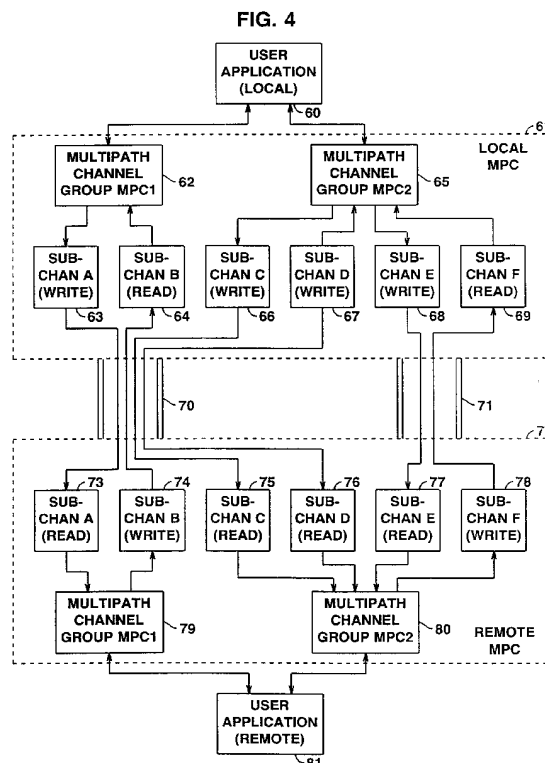 FIG. 4
USER
APPLICATION
(LOCAL)
60
6
LOCAL
MPC
MULTIPATH
CHANNEL
GROUP MPC1
62
MULTIPATH
CHANNEL
GROUP MPC2
65
SUB-
CHAN A
(WRITE)
63
SUB-
CHAN B
(READ)
64
SUB-
CHAN C
(WRITE)
66
SUB-
CHAN D
(WRITE)
67
SUB-
CHAN E
(WRITE)
68
SUB-
CHAN F
(READ)
69
70
71
7
73
SUB-
CHAN A
(READ)
74
SUB-
CHAN B
(WRITE)
75
SUB-
CHAN C
(READ)
76
SUB-
CHAN D
(READ)
77
SUB-
CHAN E
(READ)
78
SUB-
CHAN F
(WRITE)
MULTIPATH
CHANNEL
GROUP MPC1
79
MULTIPATH
CHANNEL
GROUP MPC2
80
REMOTE
MPC
USER
APPLICATION
(REMOTE)
81